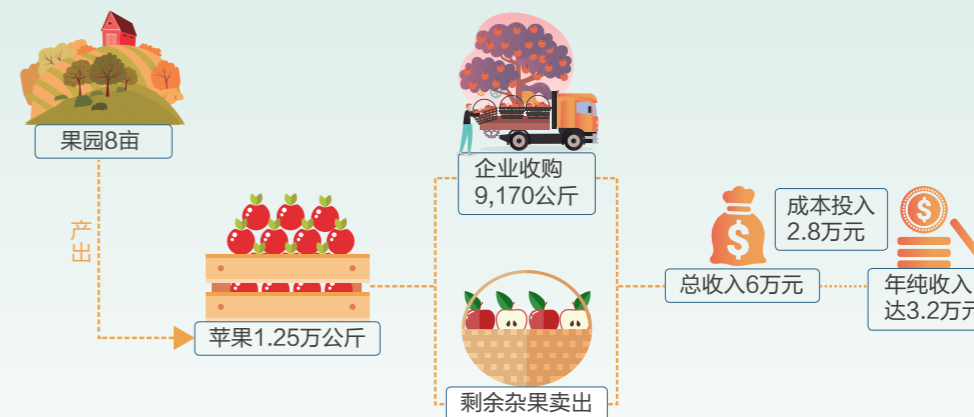 果园8亩
产出
苹果1.25万公斤
企业收购
9,170公斤
剩余杂果卖出
总收入6万元
成本投入
2.8万元
年纯收入
达3.2万元